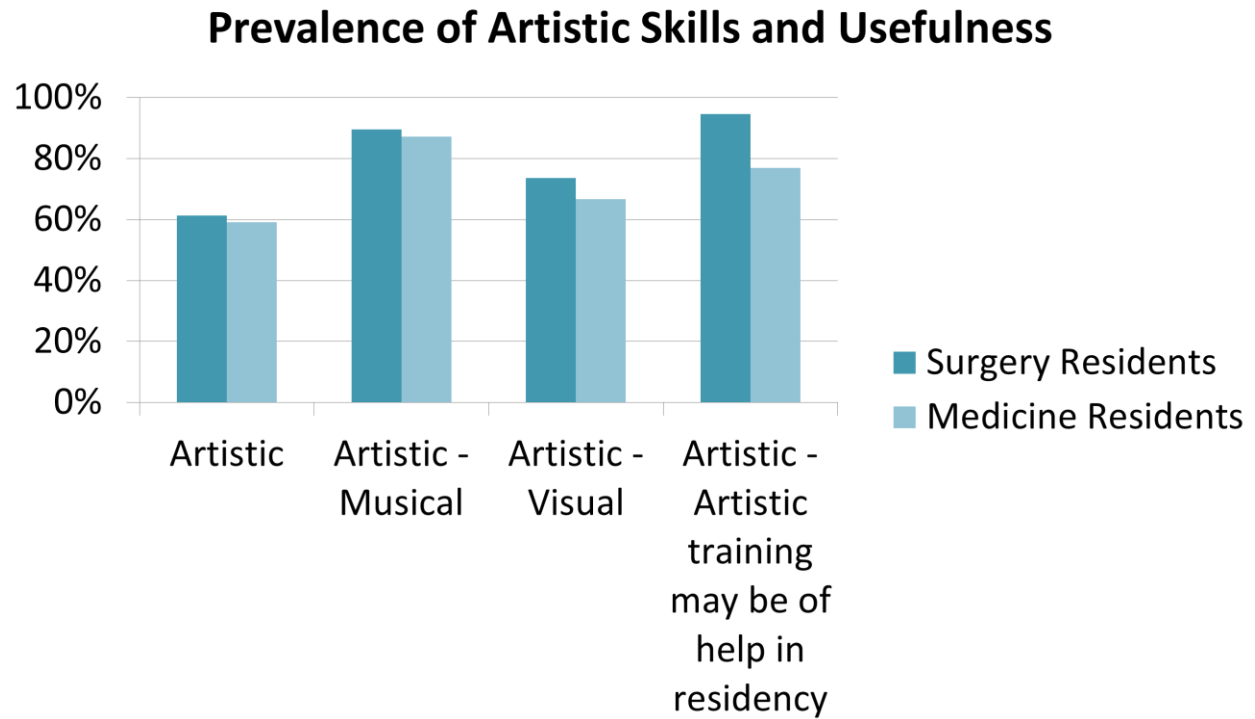 Prevalence of Artistic Skills and Usefulness
100%
80%
60%
40%
20%
0%
Artistic
Artistic -
Musical
Artistic -
Visual
Artistic -
Artistic
training
may be of
help in
residency
Surgery Residents
Medicine Residents